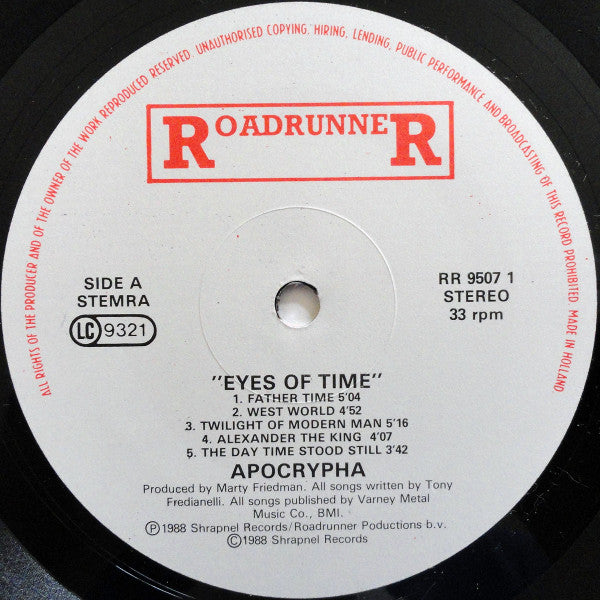 ALL RIGHTS OF THE PRODUCER AND OF THE OWNER OF THE WORK REPRODUCED RESERVED. UNAUTHORISED COPYING, HIRING, LENDING, PUBLIC PERFORMANCE AND BROADCASTING OF THIS RECORD PROHIBITED MADE IN HOLLAND
ROADRUNNER
SIDE A
STEMRA
LC 9321
RR 9507 1
STEREO
33 rpm
"EYES OF TIME"
1. FATHER TIME 5'04
2. WEST WORLD 4'52
3. TWILIGHT OF MODERN MAN 5'16
4. ALEXANDER THE KING 4'07
5. THE DAY TIME STOOD STILL 3'42
APOCRYPHA
Produced by Marty Friedman. All songs written by Tony
Fredianelli. All songs published by Varney Metal
Music Co., BMI.
Ⓟ1988 Shrapnel Records/Roadrunner Poductions b.v.
©1988 Shrapnel Records